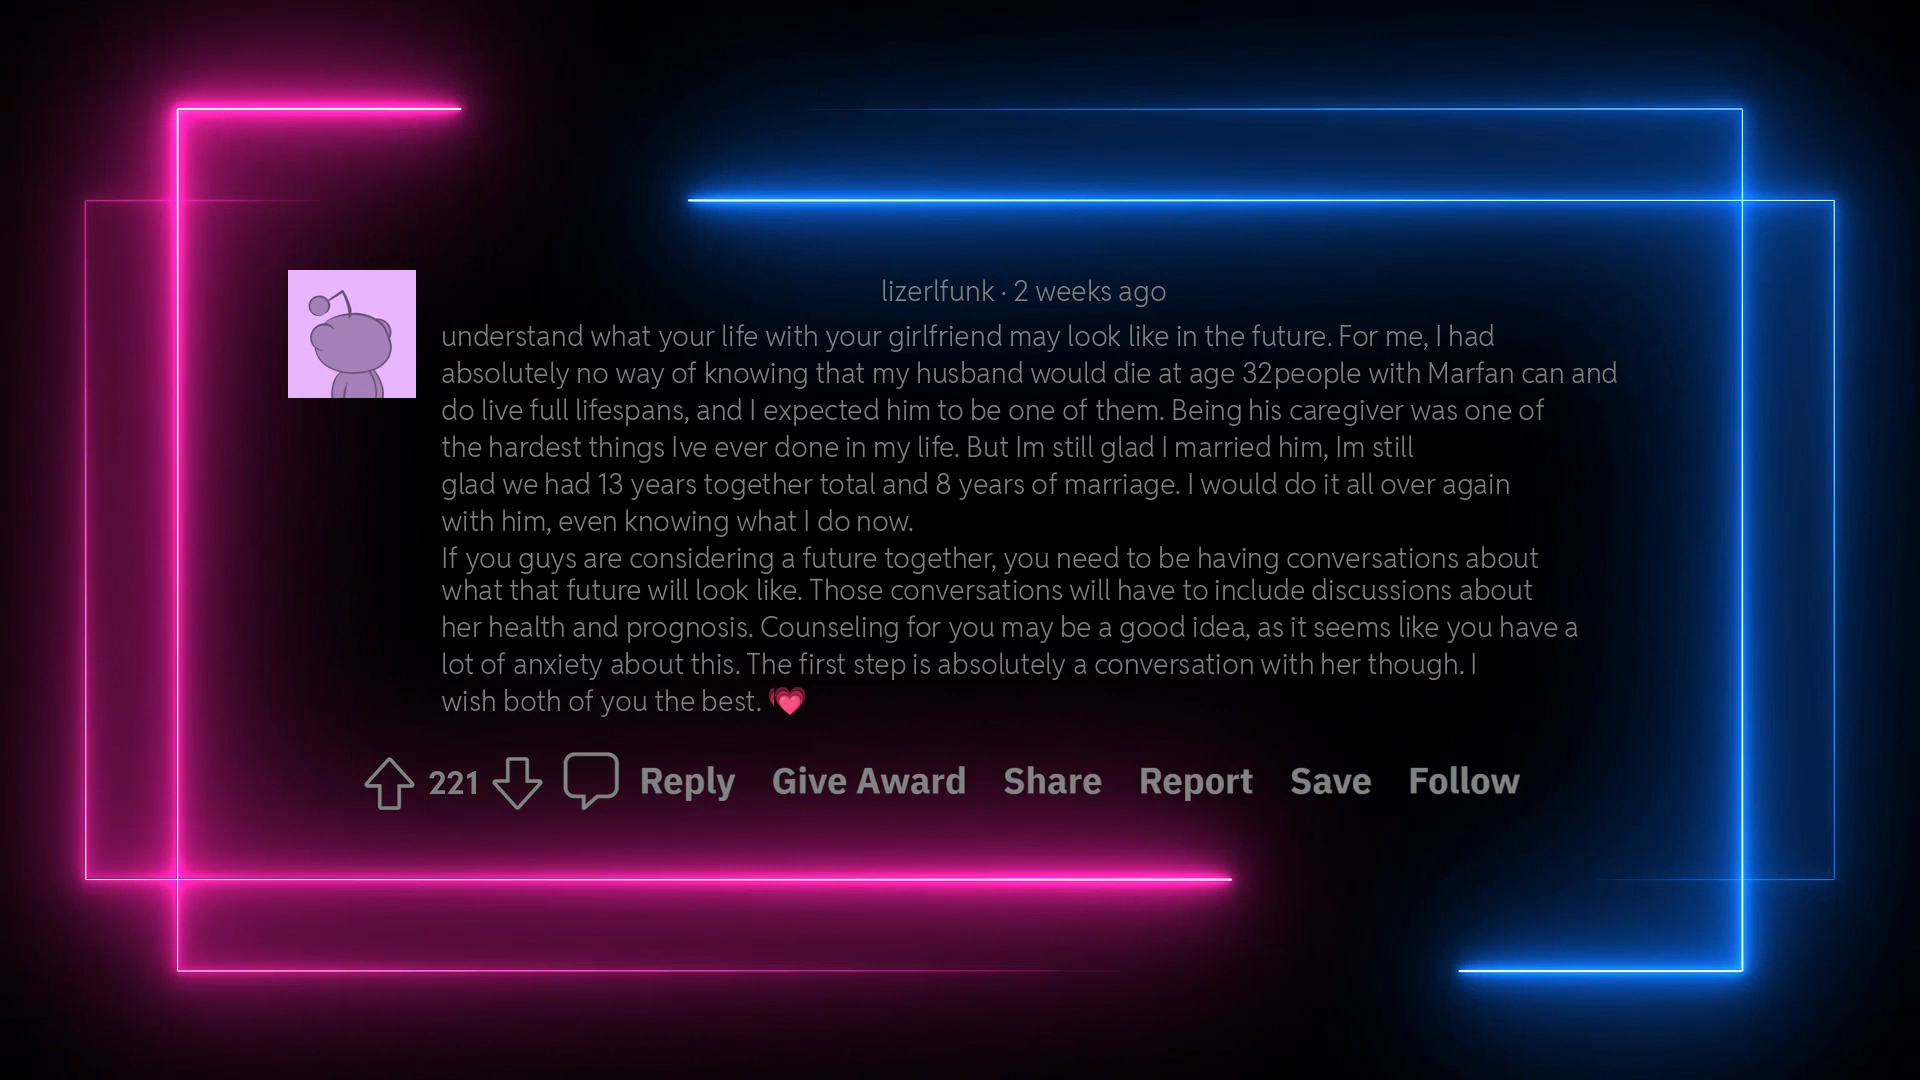 lizerlfunk · 2 weeks ago
understand what your life with your girlfriend may look like in the future. For me, I had
absolutely no way of knowing that my husband would die at age 32people with Marfan can and
do live full lifespans, and I expected him to be one of them. Being his caregiver was one of
the hardest things Ive ever done in my life. But Im still glad I married him, Im still
glad we had 13 years together total and 8 years of marriage. I would do it all over again
with him, even knowing what I do now.
If you guys are considering a future together, you need to be having conversations about
what that future will look like. Those conversations will have to include discussions about
her health and prognosis. Counseling for you may be a good idea, as it seems like you have a
lot of anxiety about this. The first step is absolutely a conversation with her though. I
wish both of you the best. 💗
221 Reply Give Award Share Report Save Follow